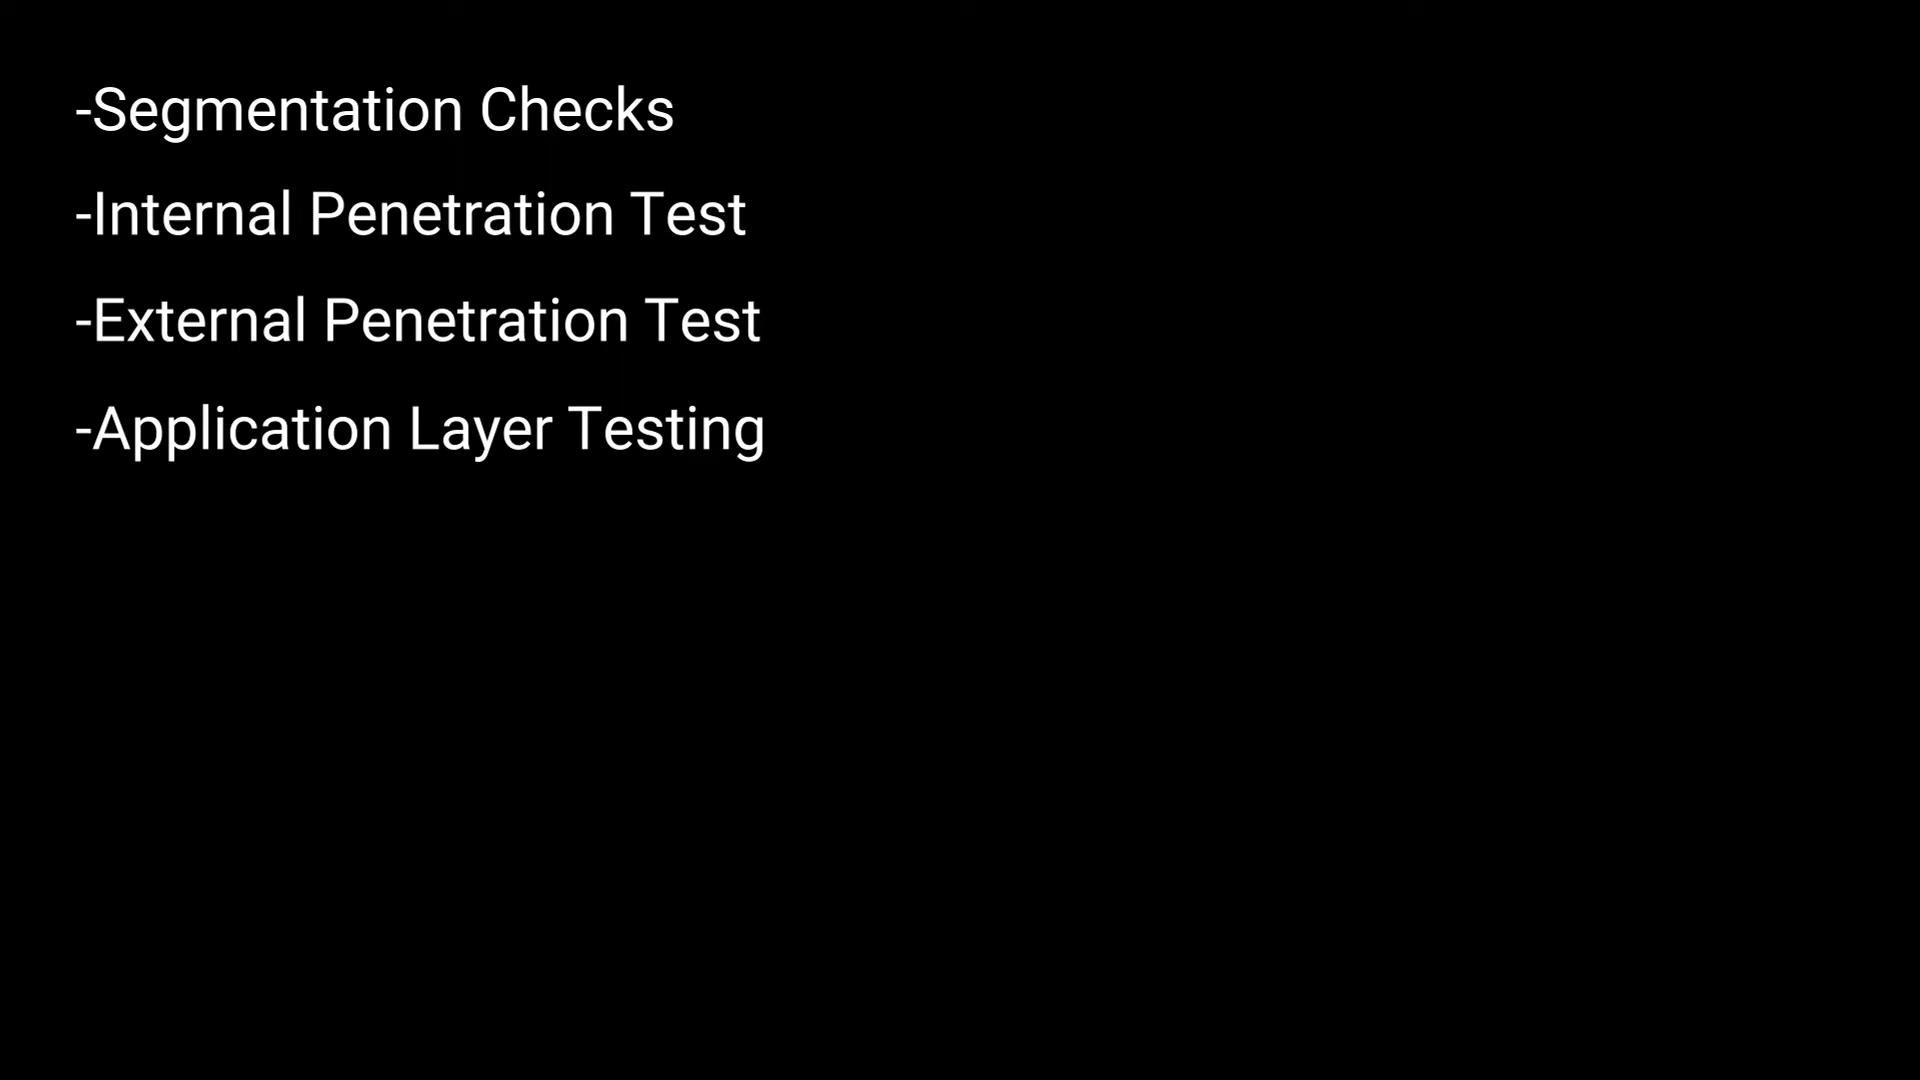 -Segmentation Checks
-Internal Penetration Test
-External Penetration Test
-Application Layer Testing